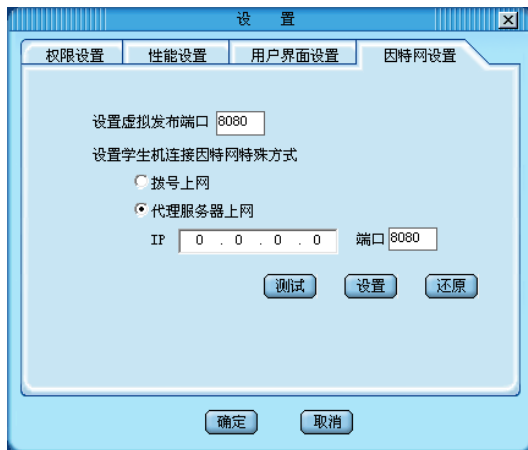 设 置
权限设置 性能设置 用户界面设置 因特网设置
设置虚拟发布端口 8080
设置学生机连接因特网特殊方式
拨号上网
代理服务器上网
IP 0 . 0 . 0 . 0 端口 8080
测试 设置 还原
确定 取消